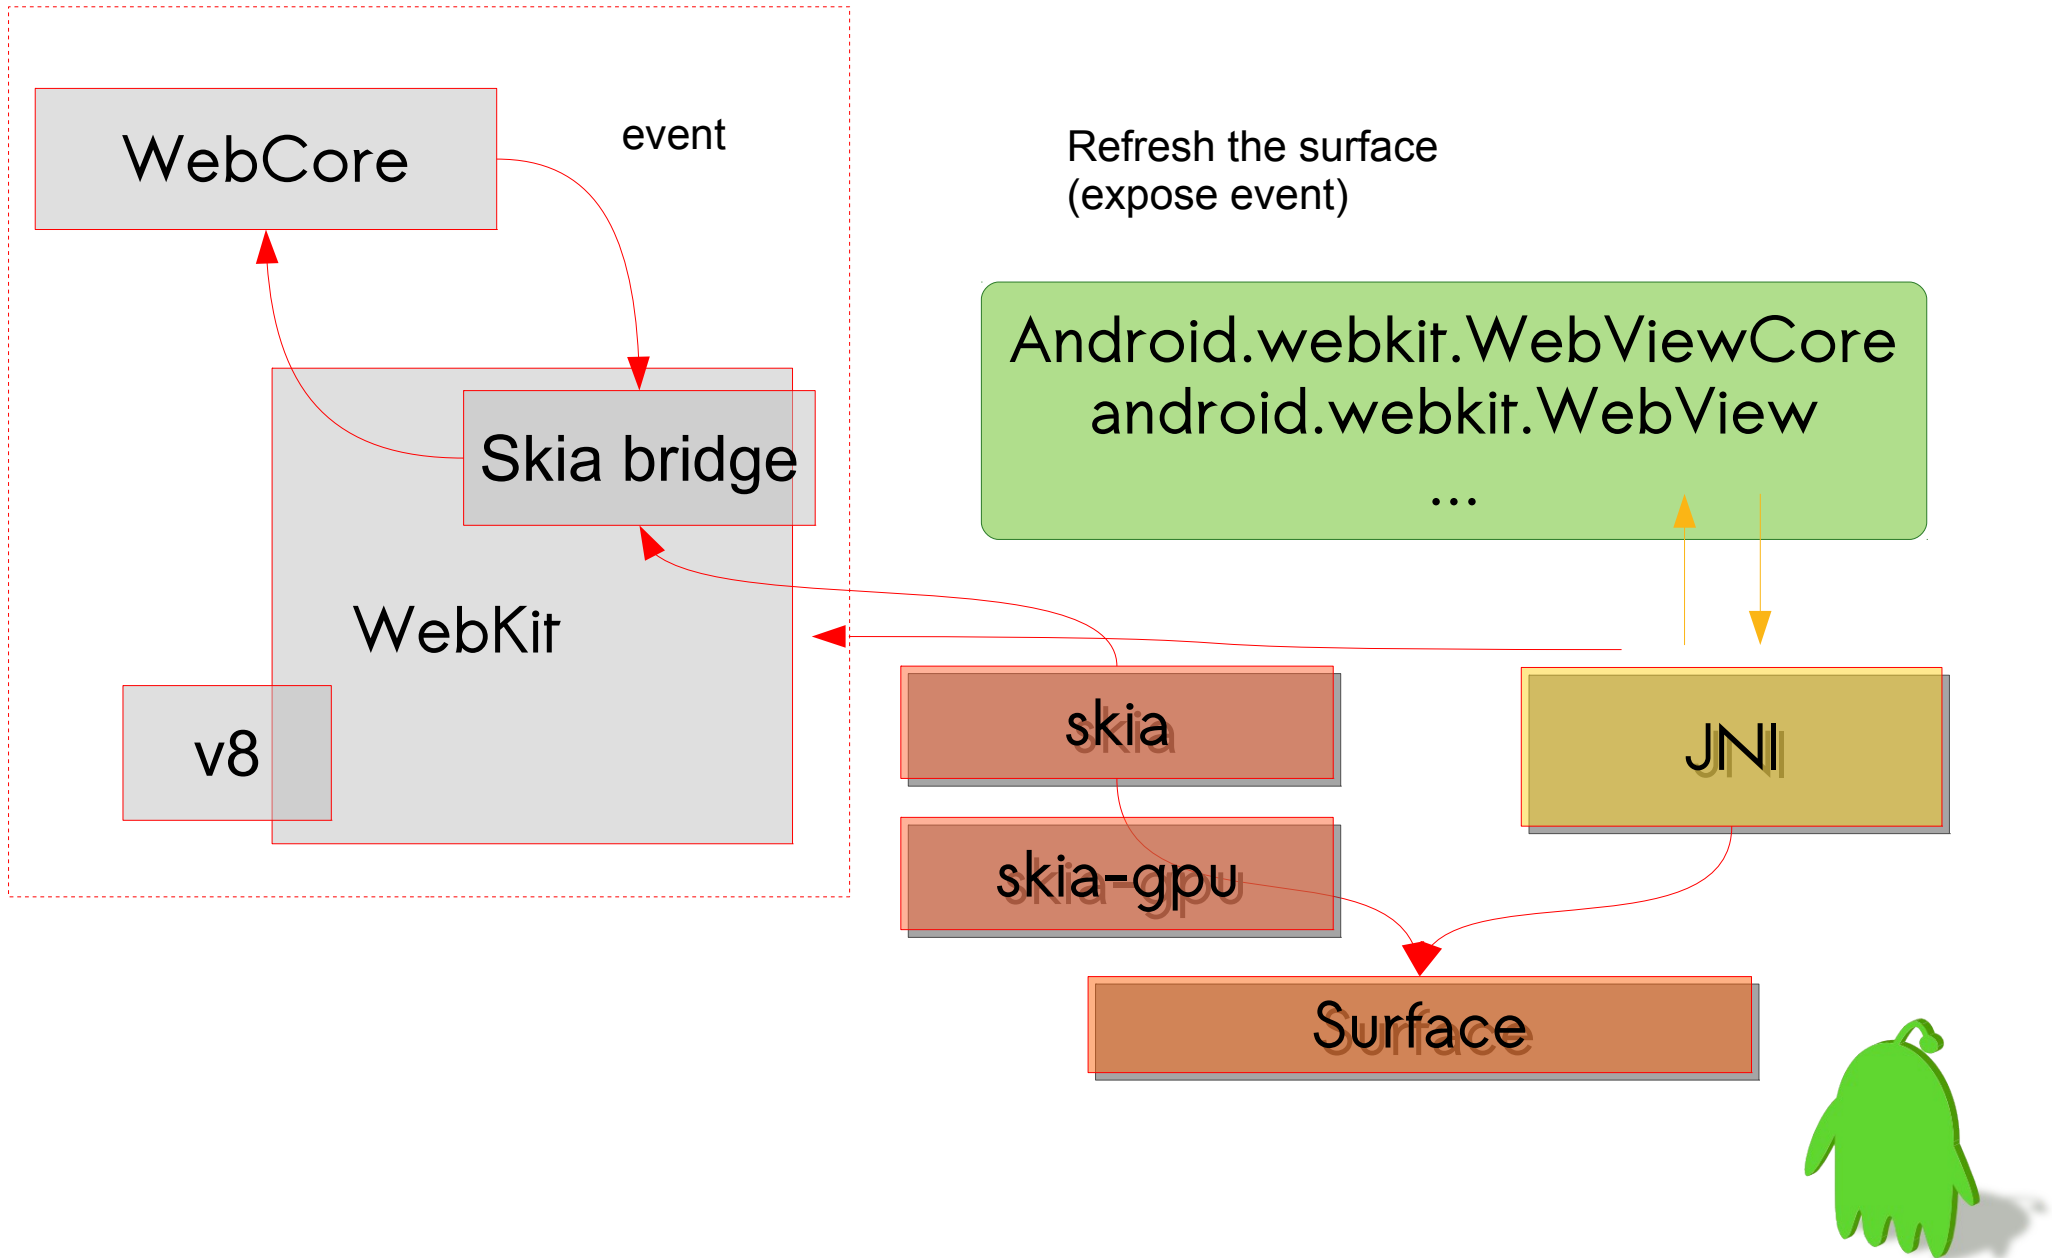 WebCore
event
Refresh the surface
(expose event)
Android.webkit.WebViewCore
android.webkit.WebView
...
Skia bridge
WebKit
v8
skia
JNI
skia-gpu
Surface